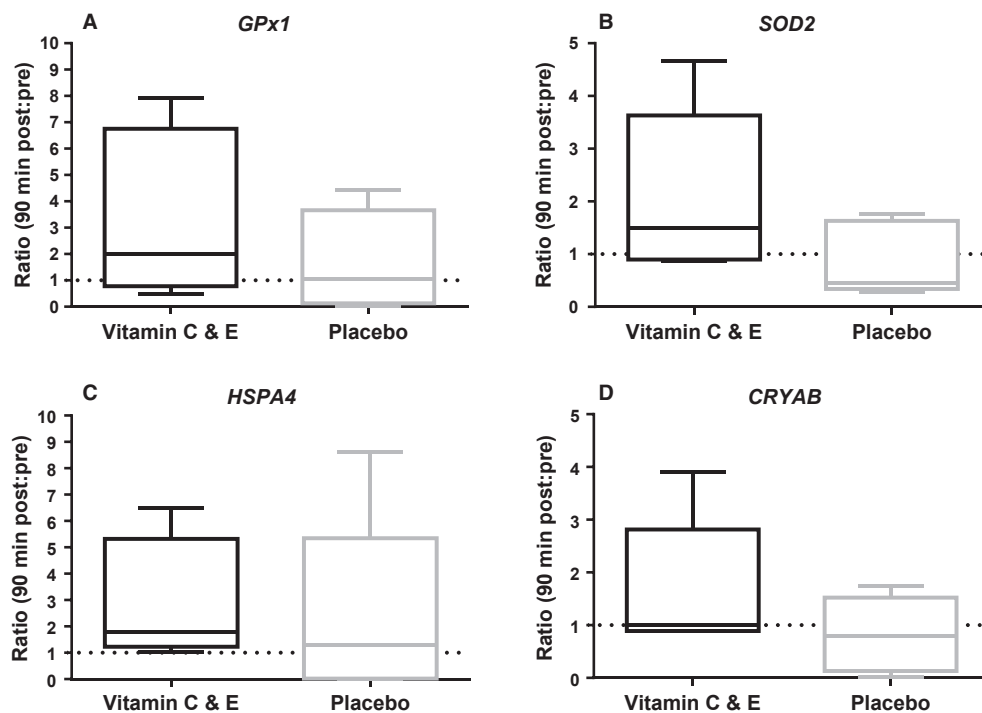 A
GPx1
Ratio (90 min post:pre)
10
9
8
7
6
5
4
3
2
1
0
Vitamin C & E
Placebo
B
SOD2
Ratio (90 min post:pre)
5
4
3
2
1
0
Vitamin C & E
Placebo
C
HSPA4
Ratio (90 min post:pre)
10
9
8
7
6
5
4
3
2
1
0
Vitamin C & E
Placebo
D
CRYAB
Ratio (90 min post:pre)
5
4
3
2
1
0
Vitamin C & E
Placebo